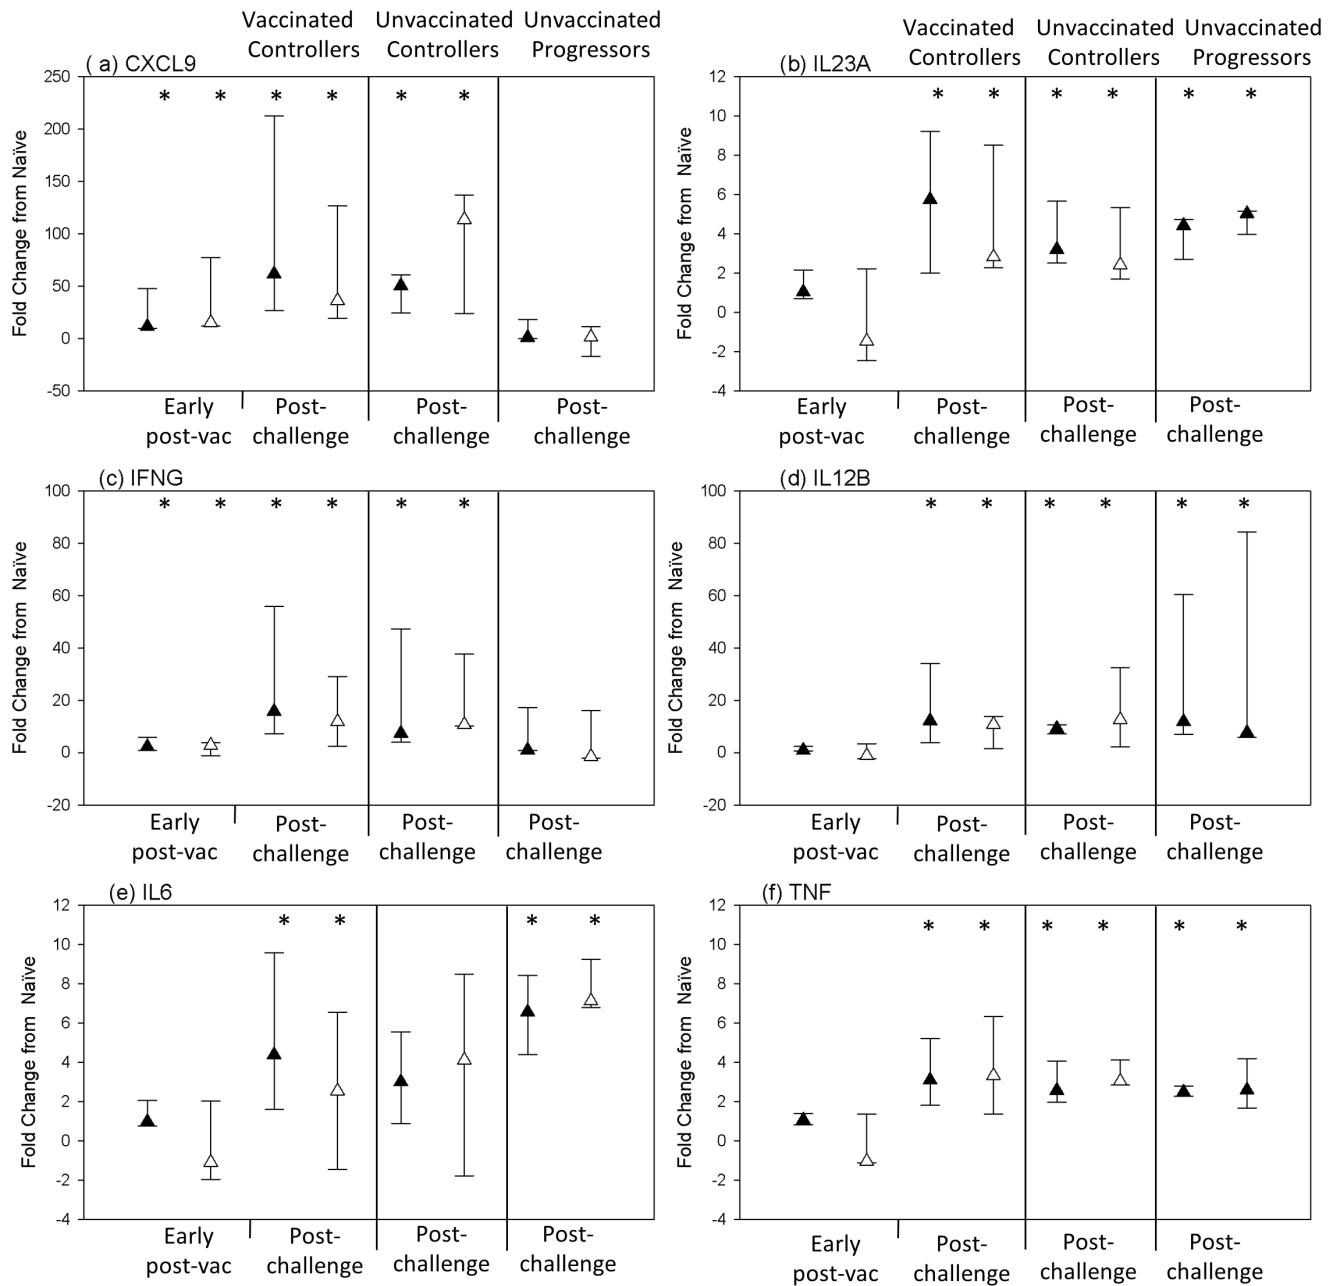 Vaccinated Unvaccinated Unvaccinated
Controllers Controllers Progressors
( a) CXCL9
250
200
150
100
50
0
-50
Fold Change from Naïve
* * * * * *
Early Post- Post- Post-
post-vac challenge challenge challenge
Vaccinated Unvaccinated Unvaccinated
Controllers Controllers Progressors
(b) IL23A
12
10
8
6
4
2
0
-2
-4
Fold Change from Naïve
* * * * * *
Early Post- Post- Post-
post-vac challenge challenge challenge
(c) IFNG
100
80
60
40
20
0
-20
Fold Change from Naïve
* * * * * *
Early Post- Post- Post-
post-vac challenge challenge challenge
(d) IL12B
100
80
60
40
20
0
-20
Fold Change from Naïve
* * * * * *
Early Post- Post- Post-
post-vac challenge challenge challenge
(e) IL6
12
10
8
6
4
2
0
-2
-4
Fold Change from Naïve
* * * *
Early Post- Post- Post-
post-vac challenge challenge challenge
(f) TNF
12
10
8
6
4
2
0
-2
-4
Fold Change from Naïve
* * * * * *
Early Post- Post- Post-
post-vac challenge challenge challenge